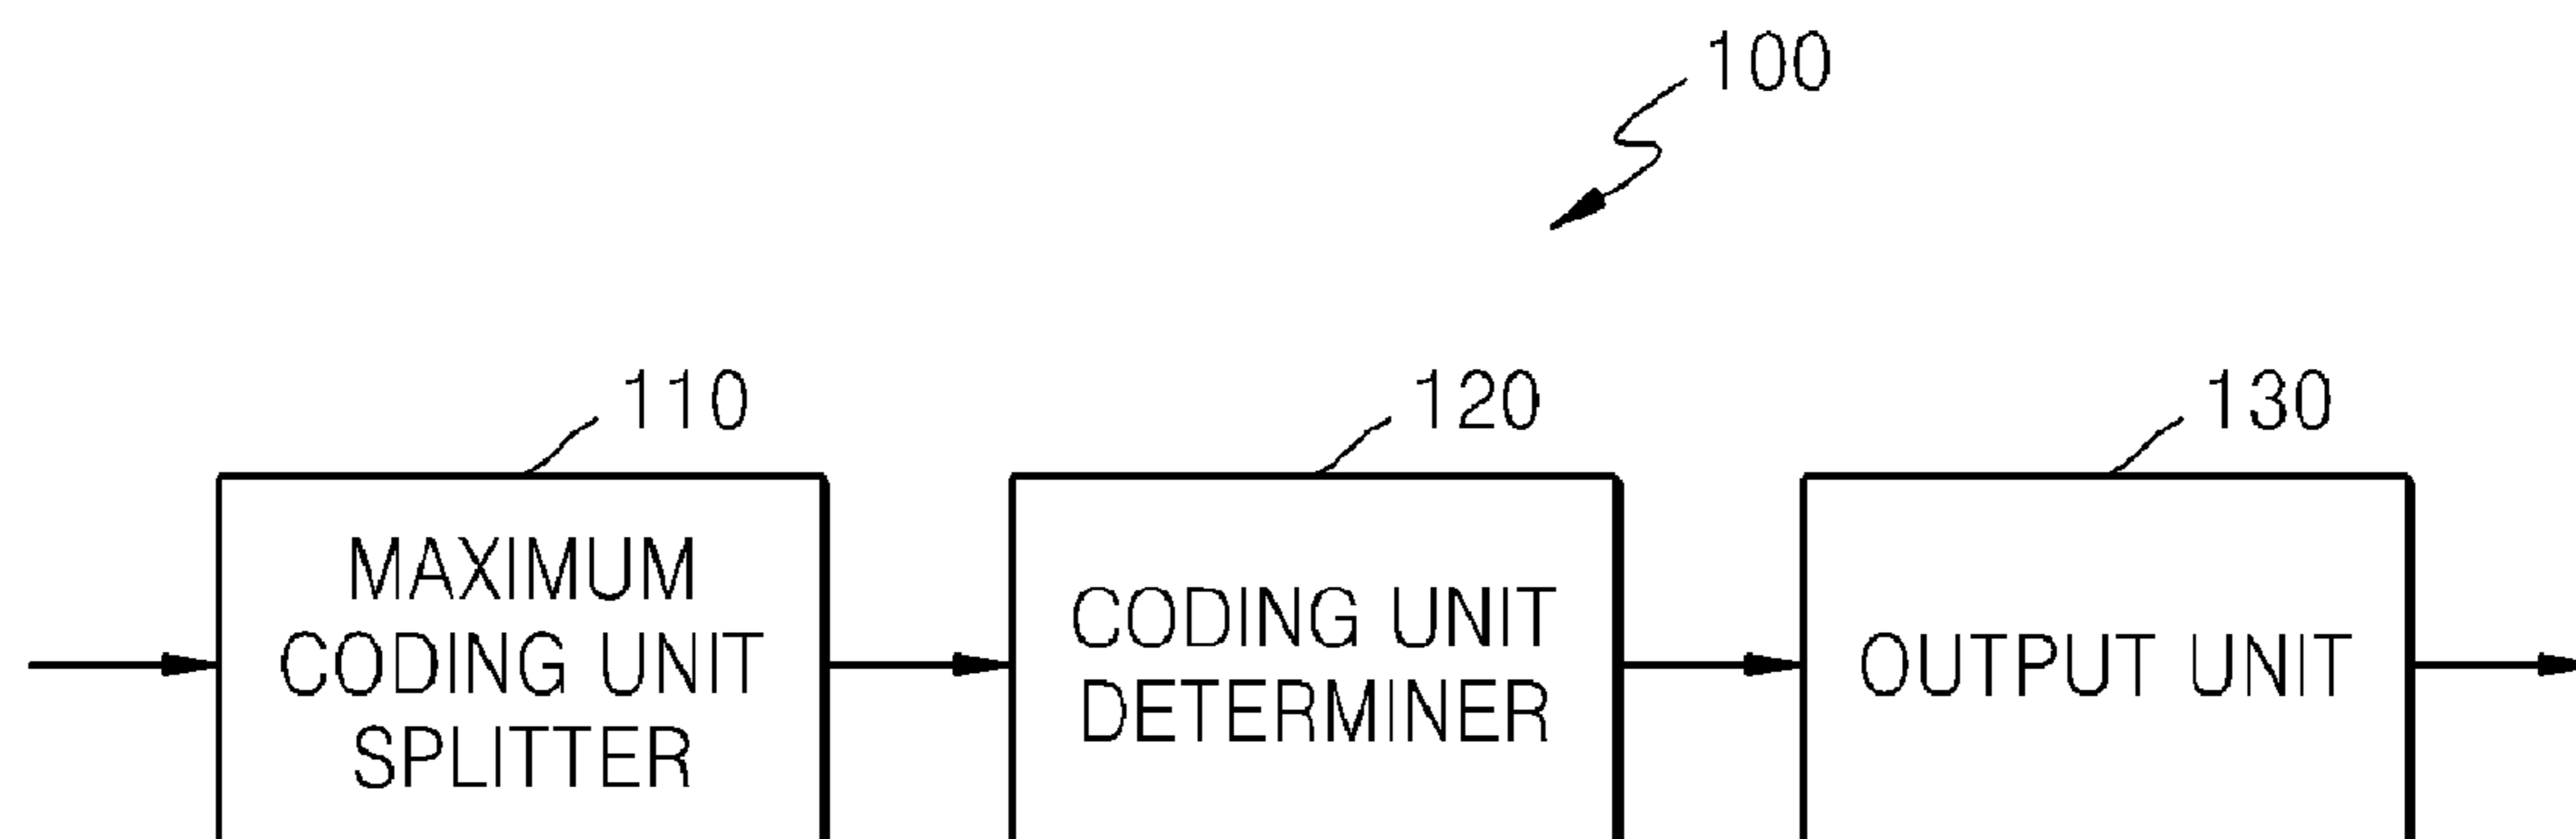 100
110
120
130
MAXIMUM
CODING UNIT
SPLITTER
CODING UNIT
DETERMINER
OUTPUT UNIT